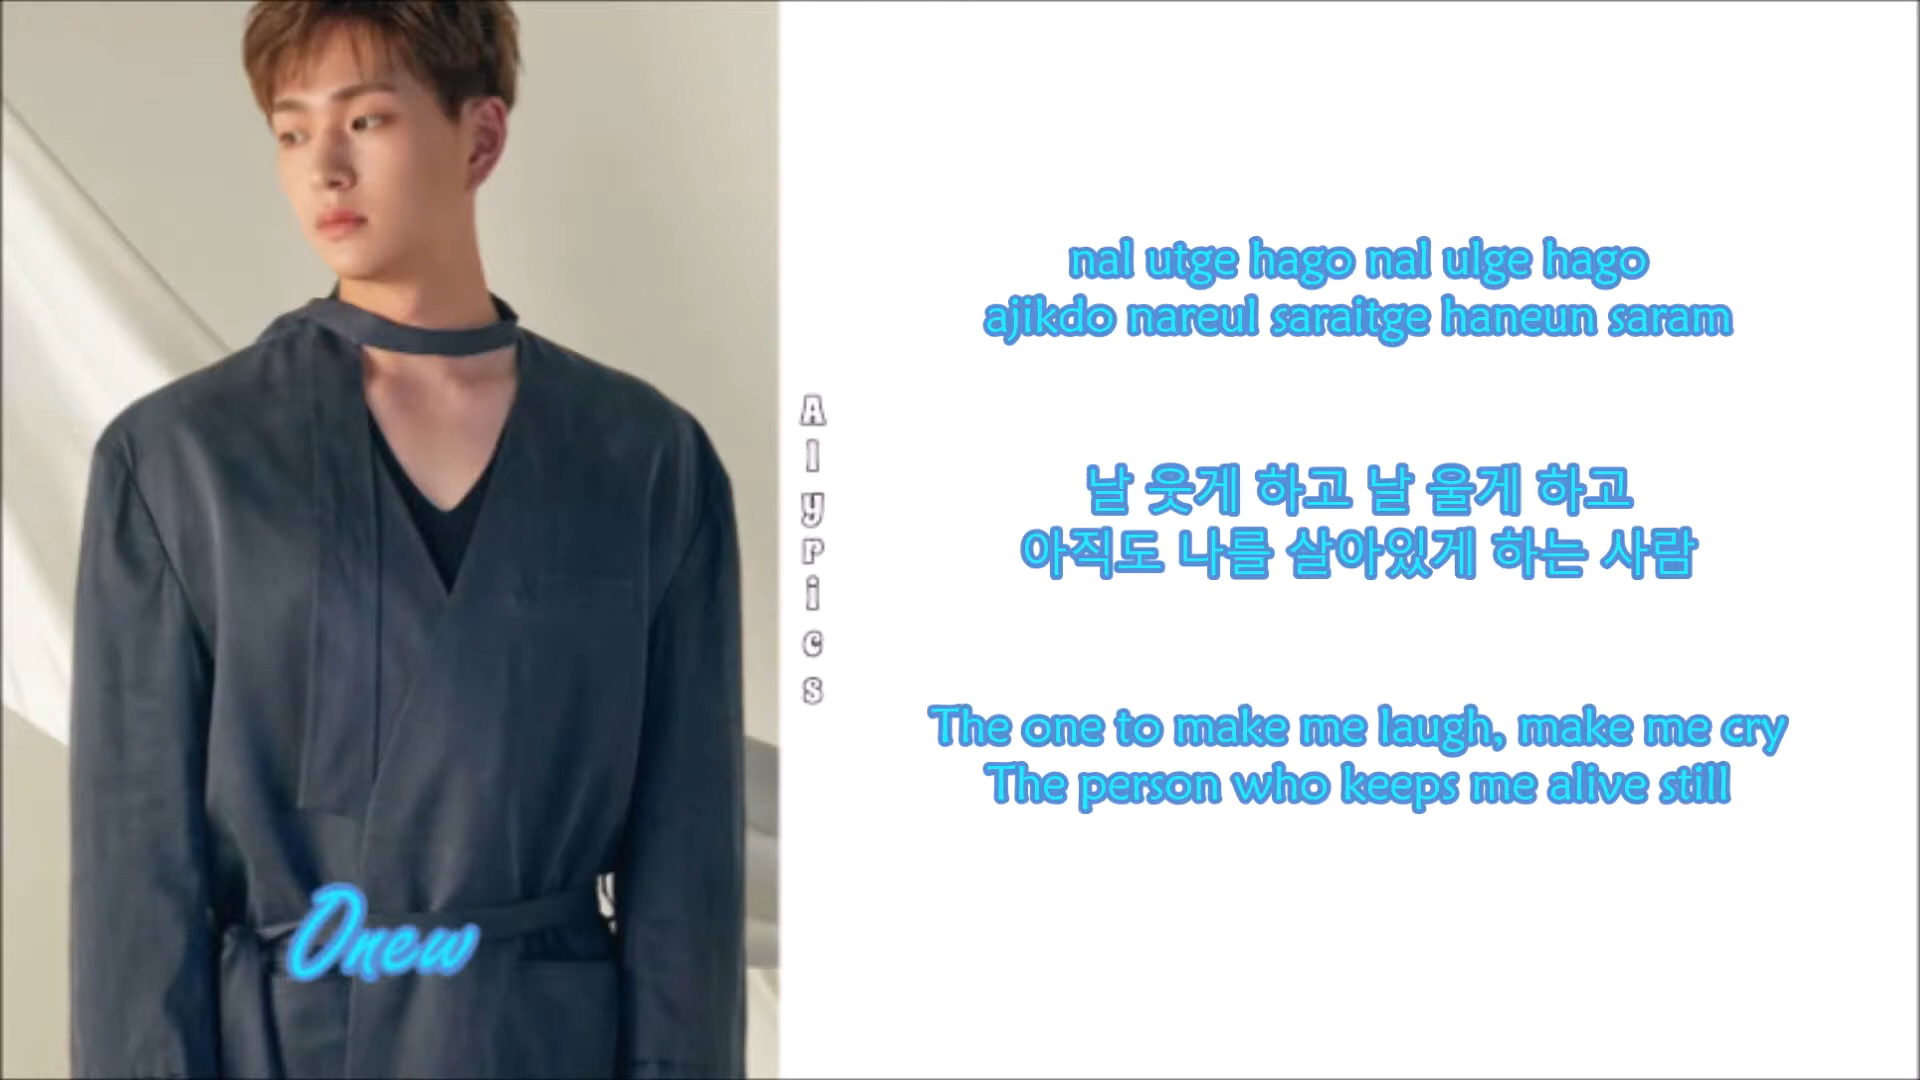 nal utge hago nal ulge hago
ajikdo nareul saraitge haneun saram
날 웃게 하고 날 울게 하고
아직도 나를 살아있게 하는 사람
The one to make me laugh, make me cry
The person who keeps me alive still
Alypics
Onew